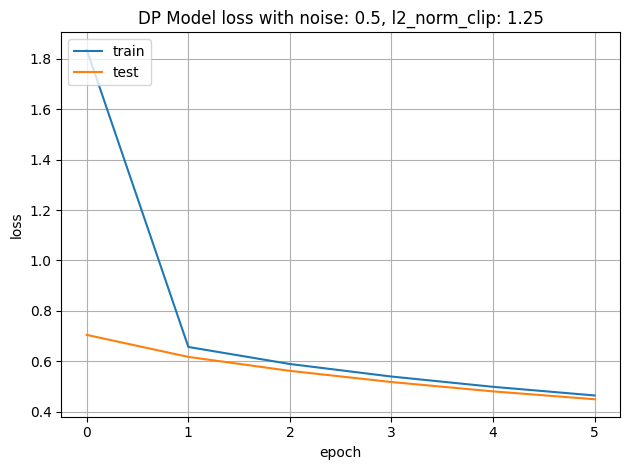 DP Model loss with noise: 0.5, l2_norm_clip: 1.25
train
test
1.8
1.6
1.4
1.2
1.0
0.8
0.6
0.4
loss
0 1 2 3 4 5
epoch